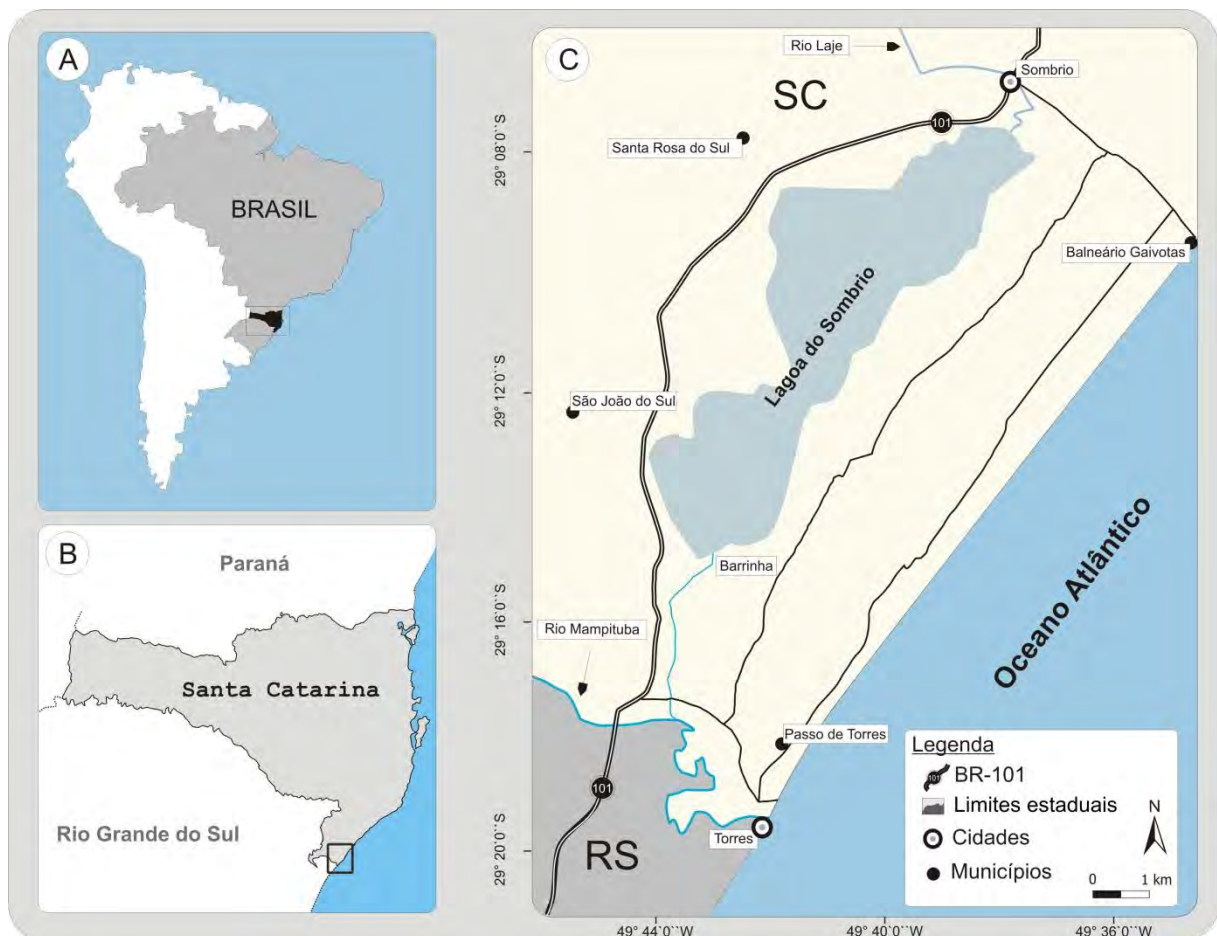 A
BRASIL
B
Paraná
Santa Catarina
Rio Grande do Sul
C
Rio Laje
Sombrio
SC
101
Santa Rosa do Sul
29° 08`0``S
Balneário Gaivotas
Lagoa do Sombrio
29° 12`0``S
São João do Sul
Barrinha
Oceano Atlântico
29° 16`0``S
Rio Mampituba
Passo de Torres
101
Torres
RS
29° 20`0``S
Legenda
101 BR-101
Limites estaduais
Cidades
Municípios
N
0 1 km
49° 44`0``W
49° 40`0``W
49° 36`0``W